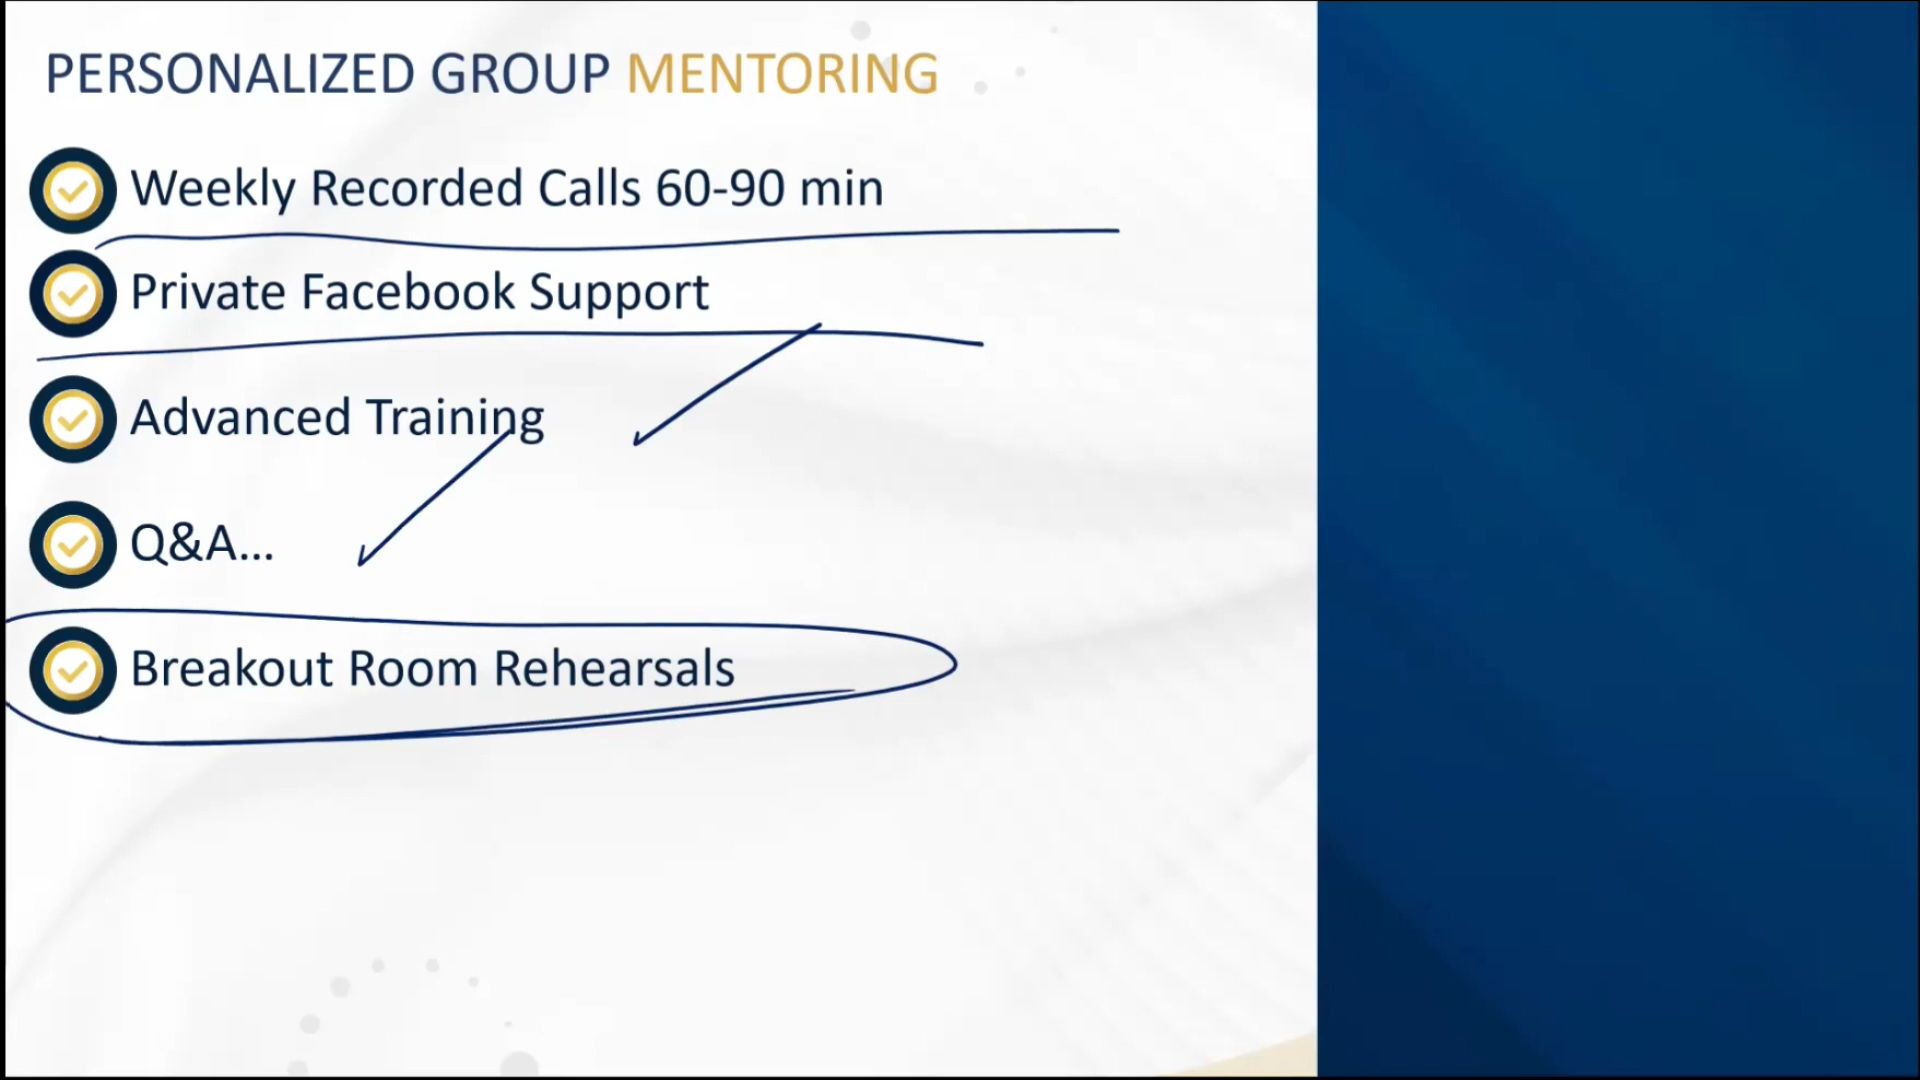 PERSONALIZED GROUP MENTORING
Weekly Recorded Calls 60-90 min
Private Facebook Support
Advanced Training
Q&A...
Breakout Room Rehearsals